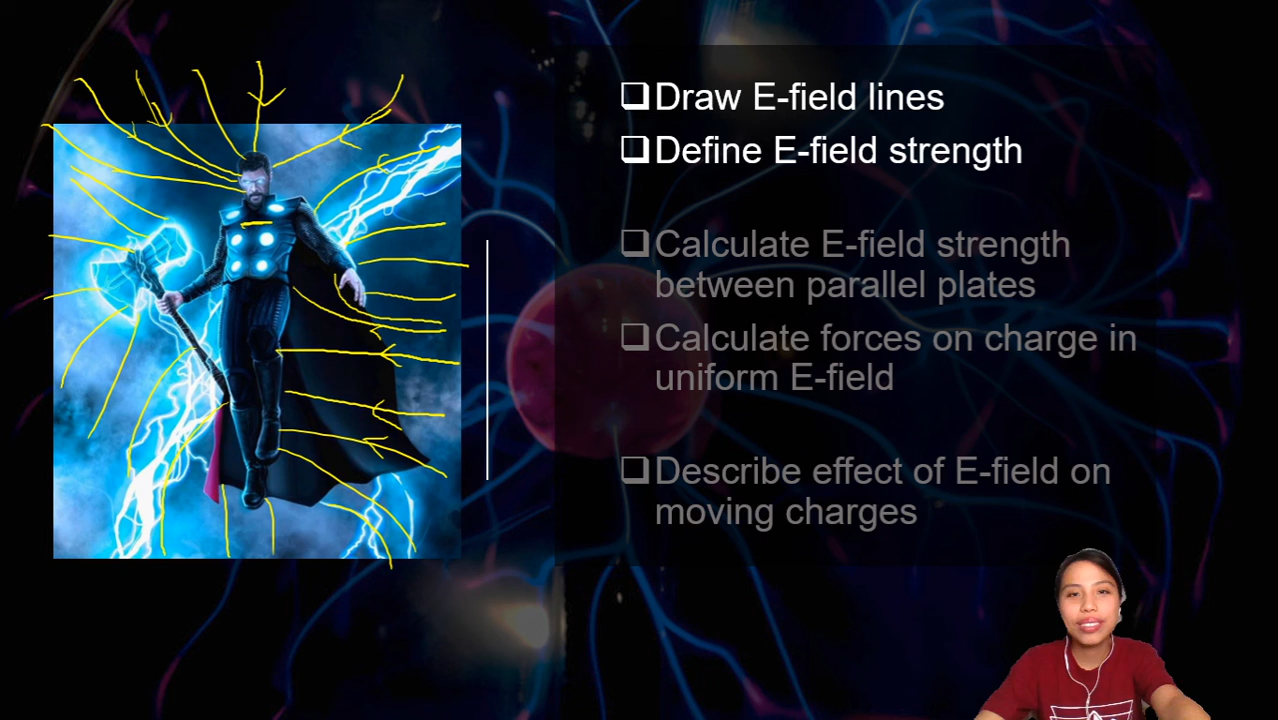 ❑Draw E-field lines
❑Define E-field strength
❑Calculate E-field strength
between parallel plates
❑Calculate forces on charge in
uniform E-field
❑Describe effect of E-field on
moving charges